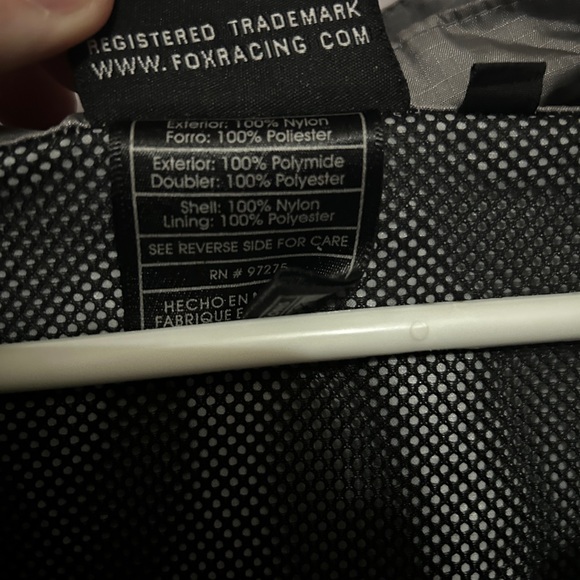 REGISTERED TRADEMARK
WWW.FOXRACING COM
Exterior: 100% Nylon
Forro: 100% Poliester
Exterior: 100% Polymide
Doubler: 100% Polyester
Shell: 100% Nylon
Lining: 100% Polyester
SEE REVERSE SIDE FOR CARE
RN # 97275
HECHO EN
FABRIQUE